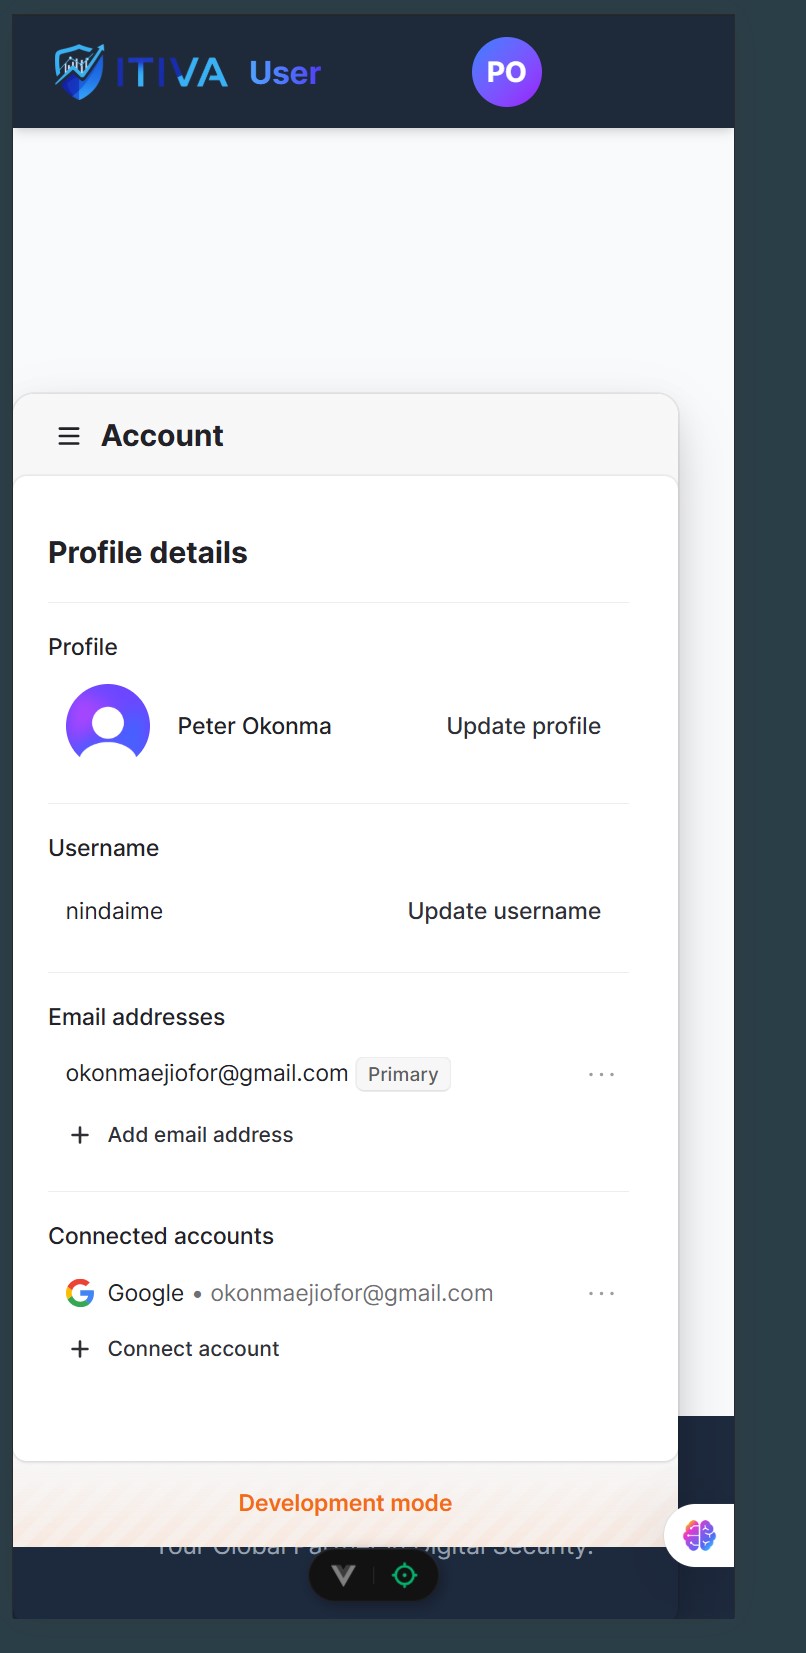 ITIVA User PO
Account
Profile details
Profile
Peter Okonma Update profile
Username
nindaime Update username
Email addresses
okonmaejiofor@gmail.com Primary ...
+ Add email address
Connected accounts
Google • okonmaejiofor@gmail.com ...
+ Connect account
Development mode
Your Global Partner in Digital Security.